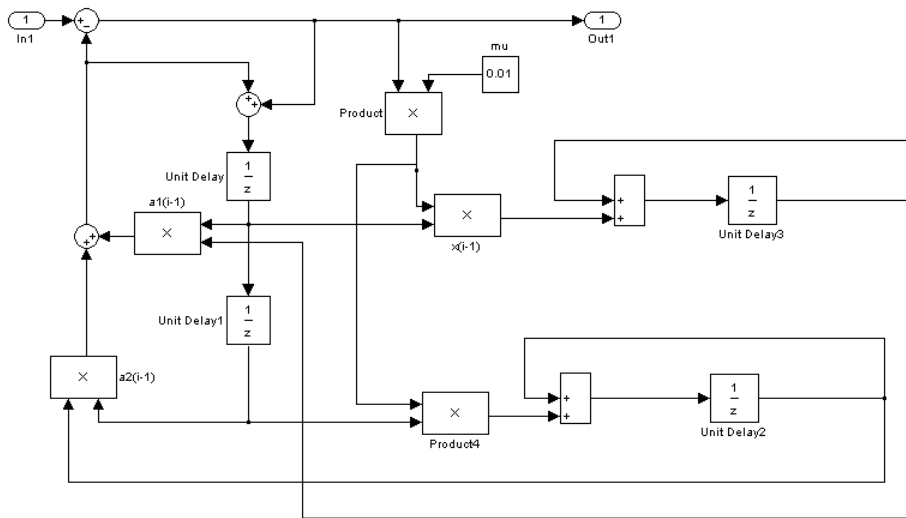 1
In1
+
−
1
Out1
mu
0.01
+
+
Product
×
Unit Delay
1
z
a1(i-1)
×
×
x(i-1)
+
+
1
z
Unit Delay3
+
+
Unit Delay1
1
z
×
a2(i-1)
×
Product4
+
+
1
z
Unit Delay2